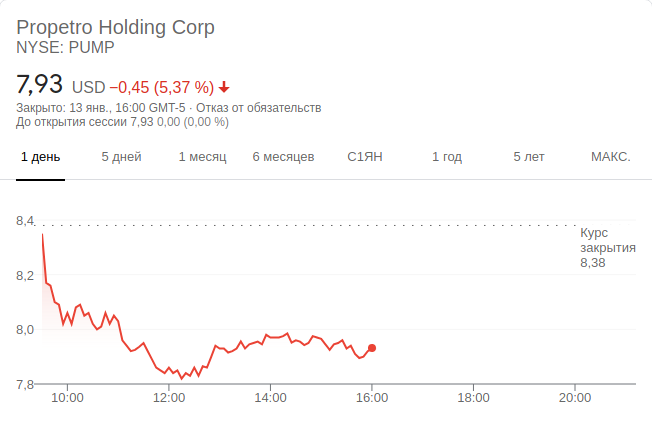 Propetro Holding Corp
NYSE: PUMP
7,93 USD −0,45 (5,37 %)
Закрыто: 13 янв., 16:00 GMT-5 · Отказ от обязательств
До открытия сессии 7,93 0,00 (0,00 %)
1 день 5 дней 1 месяц 6 месяцев С1ЯН 1 год 5 лет МАКС.
8,4
Курс
закрытия
8,38
8,2
8,0
7,8
10:00 12:00 14:00 16:00 18:00 20:00